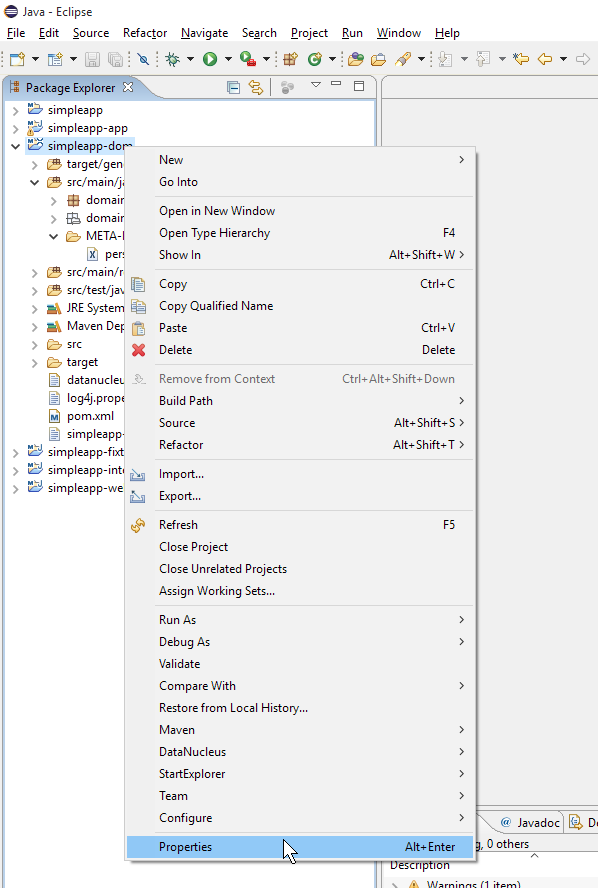 Java - Eclipse
File Edit Source Refactor Navigate Search Project Run Window Help
Package Explorer
simpleapp
simpleapp-app
simpleapp-dom
target/gen
src/main/ja
domain
domain
META-
pers
src/main/r
src/test/jav
JRE System
Maven Dep
src
target
datanucleu
log4j.prope
pom.xml
simpleapp-
simpleapp-fixt
simpleapp-inte
simpleapp-we
New
Go Into
Open in New Window
Open Type Hierarchy F4
Show In Alt+Shift+W
Copy Ctrl+C
Copy Qualified Name
Paste Ctrl+V
Delete Delete
Remove from Context Ctrl+Alt+Shift+Down
Build Path
Source Alt+Shift+S
Refactor Alt+Shift+T
Import...
Export...
Refresh F5
Close Project
Close Unrelated Projects
Assign Working Sets...
Run As
Debug As
Validate
Compare With
Restore from Local History...
Maven
DataNucleus
StartExplorer
Team
Configure
Properties Alt+Enter
@ Javadoc De
g, 0 others
Description
Warnings (1 item)